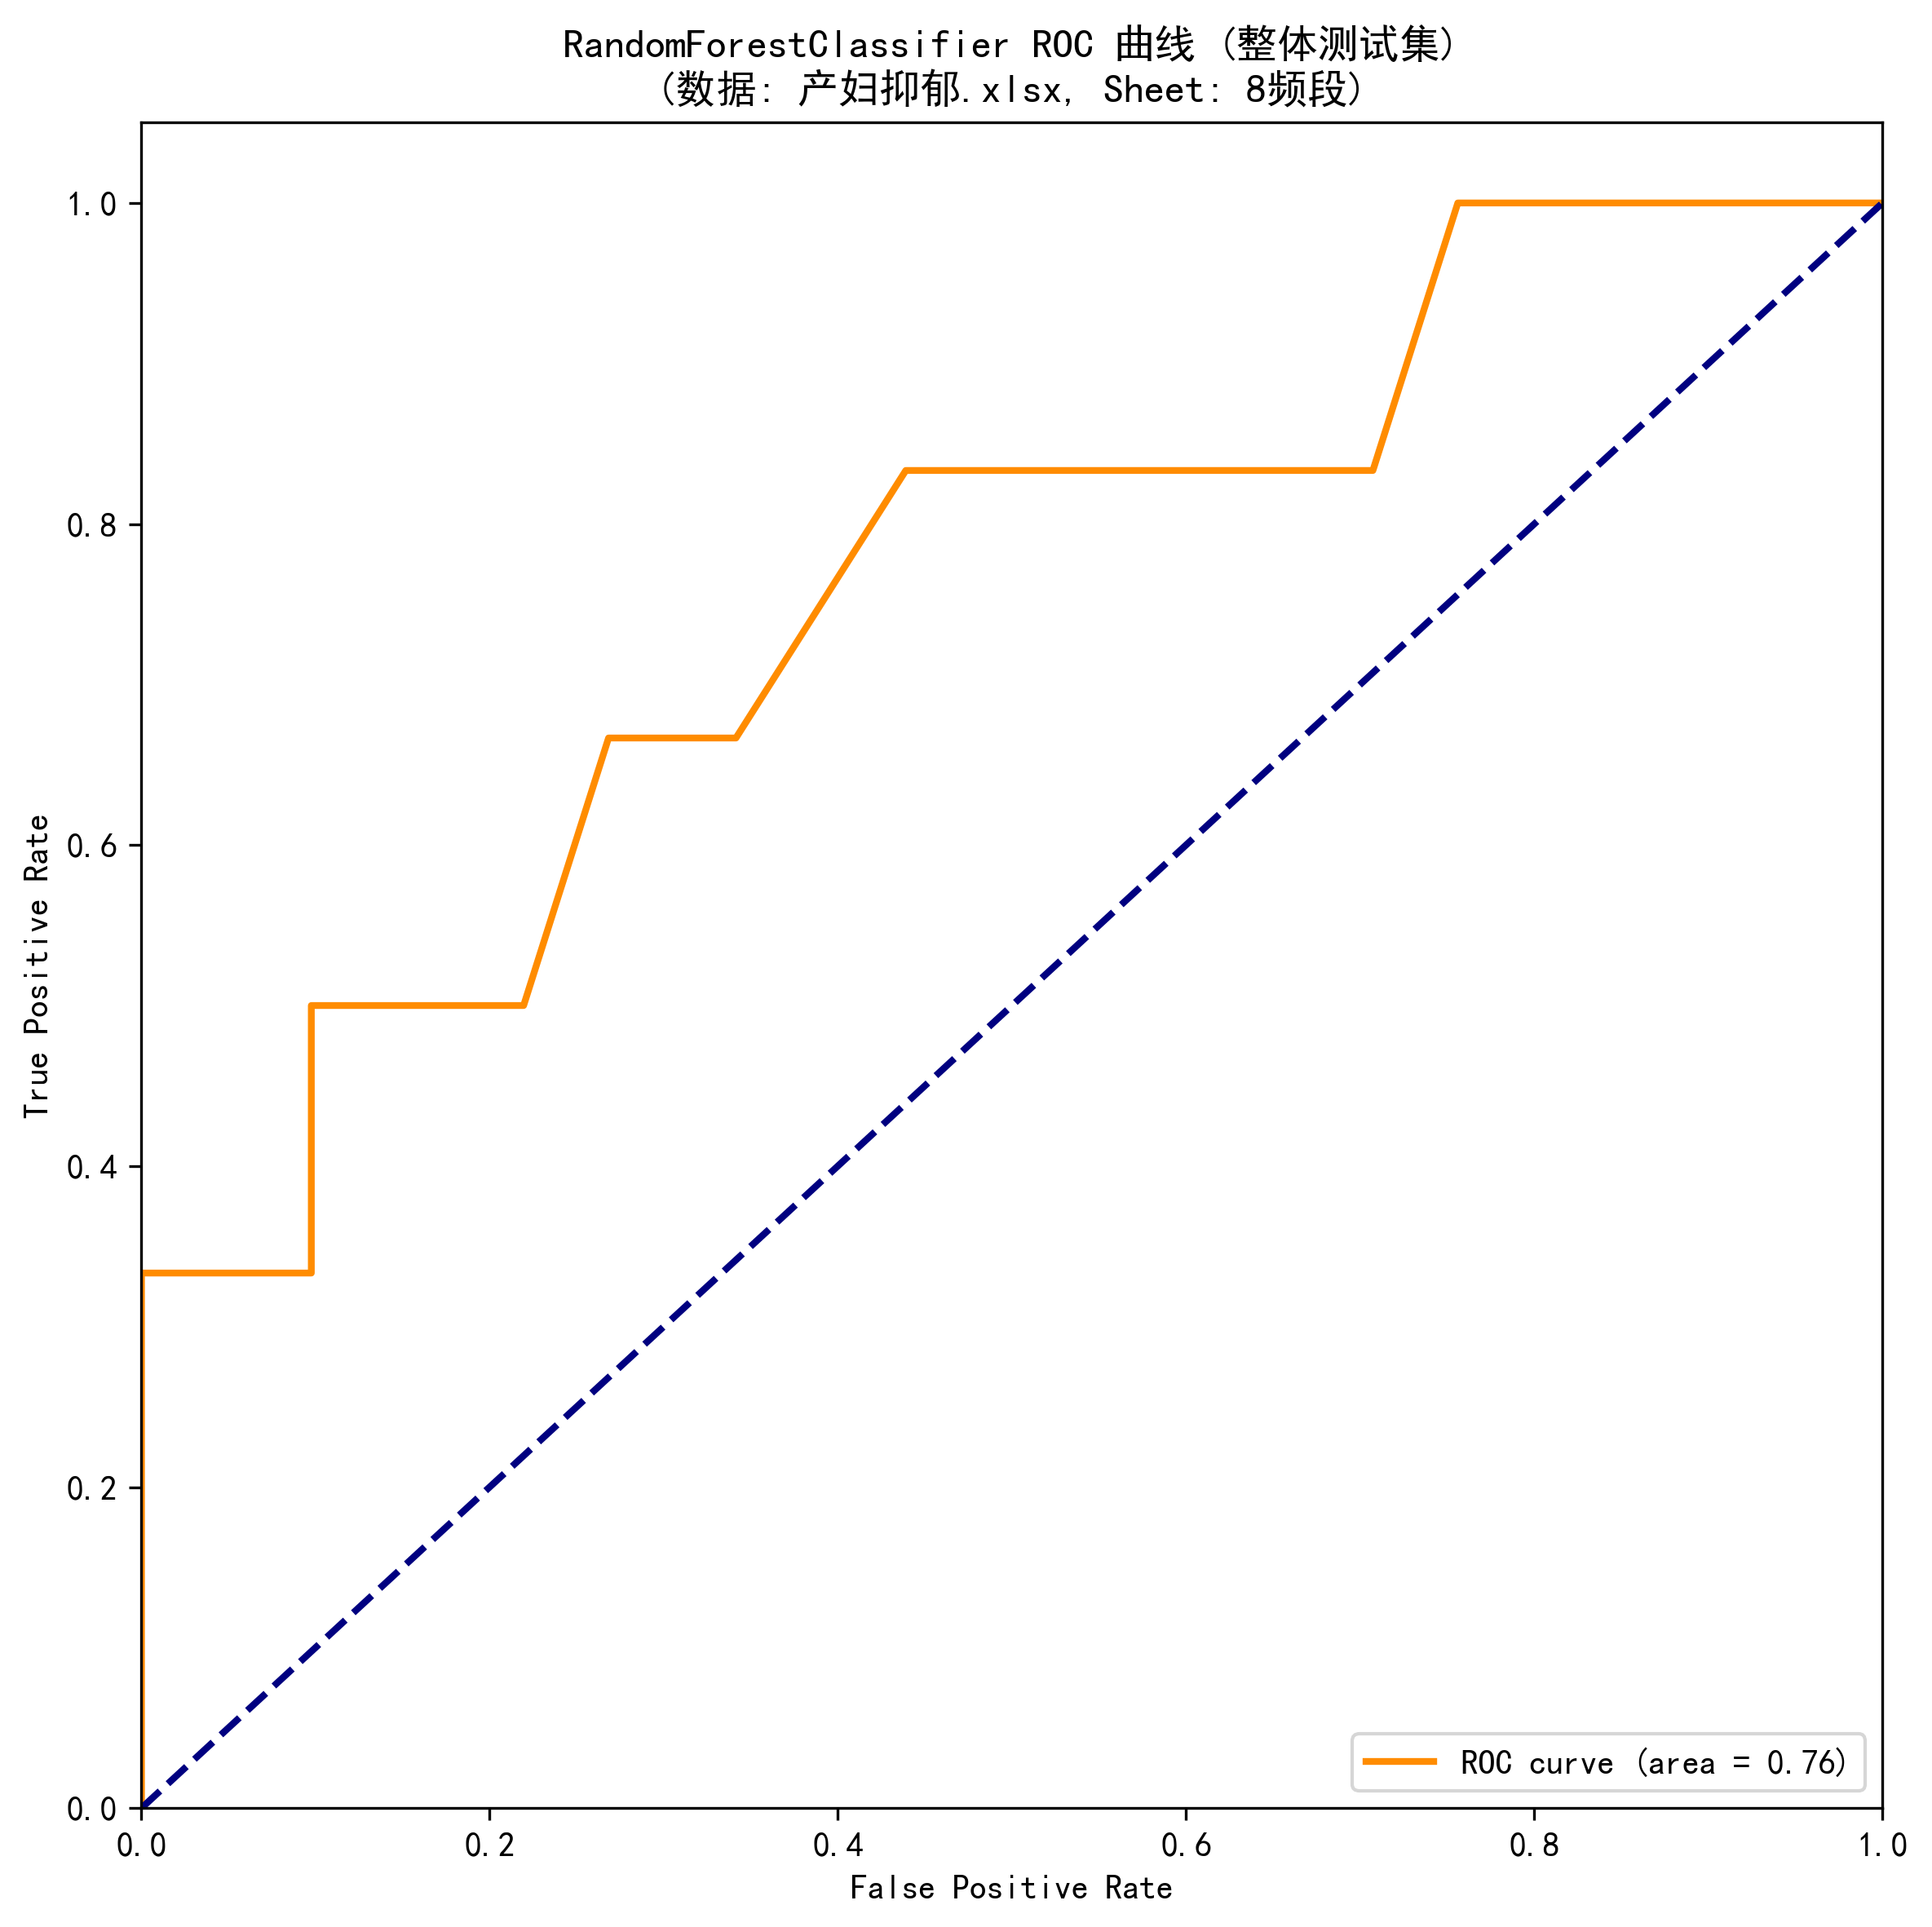 RandomForestClassifier ROC 曲线 (整体测试集)
(数据: 产妇抑郁.xlsx, Sheet: 8频段)
1.0
0.8
0.6
0.4
0.2
0.0
True Positive Rate
ROC curve (area = 0.76)
0.0 0.2 0.4 0.6 0.8 1.0
False Positive Rate